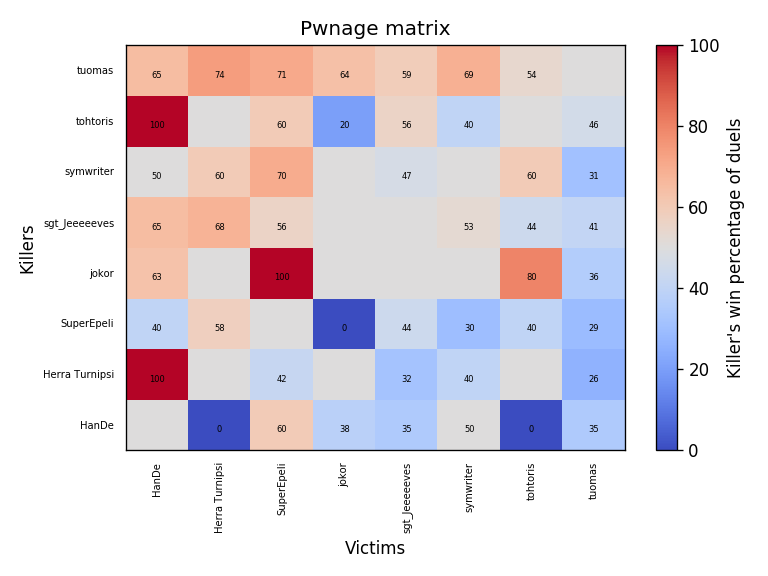 Pwnage matrix
Killers
tuomas 65 74 71 64 59 69 54
tohtoris 100 60 20 56 40 46
symwriter 50 60 70 47 60 31
sgt_Jeeeeeves 65 68 56 53 44 41
jokor 63 100 80 36
SuperEpeli 40 58 0 44 30 40 29
Herra Turnipsi 100 42 32 40 26
HanDe 0 60 38 35 50 0 35
HanDe Herra Turnipsi SuperEpeli jokor sgt_Jeeeeeves symwriter tohtoris tuomas
Victims
100
80
60
40
20
0
Killer's win percentage of duels